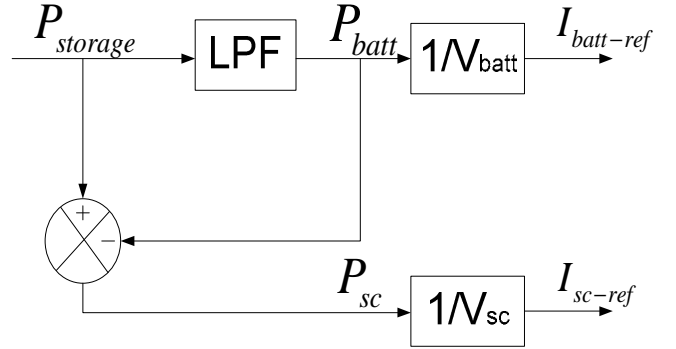 P_storage
LPF
P_batt
1/V_batt
I_batt−ref
+
−
P_sc
1/V_sc
I_sc−ref